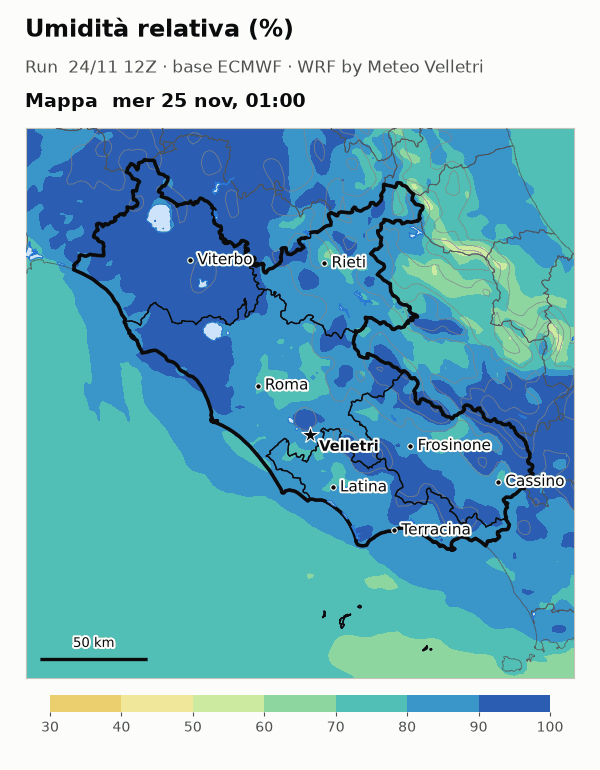 Umidità relativa (%)
Run  24/11 12Z · base ECMWF · WRF by Meteo Velletri
Mappa  mer 25 nov, 01:00
Viterbo
Rieti
Roma
Velletri
Frosinone
Cassino
Latina
Terracina
50 km
30 40 50 60 70 80 90 100